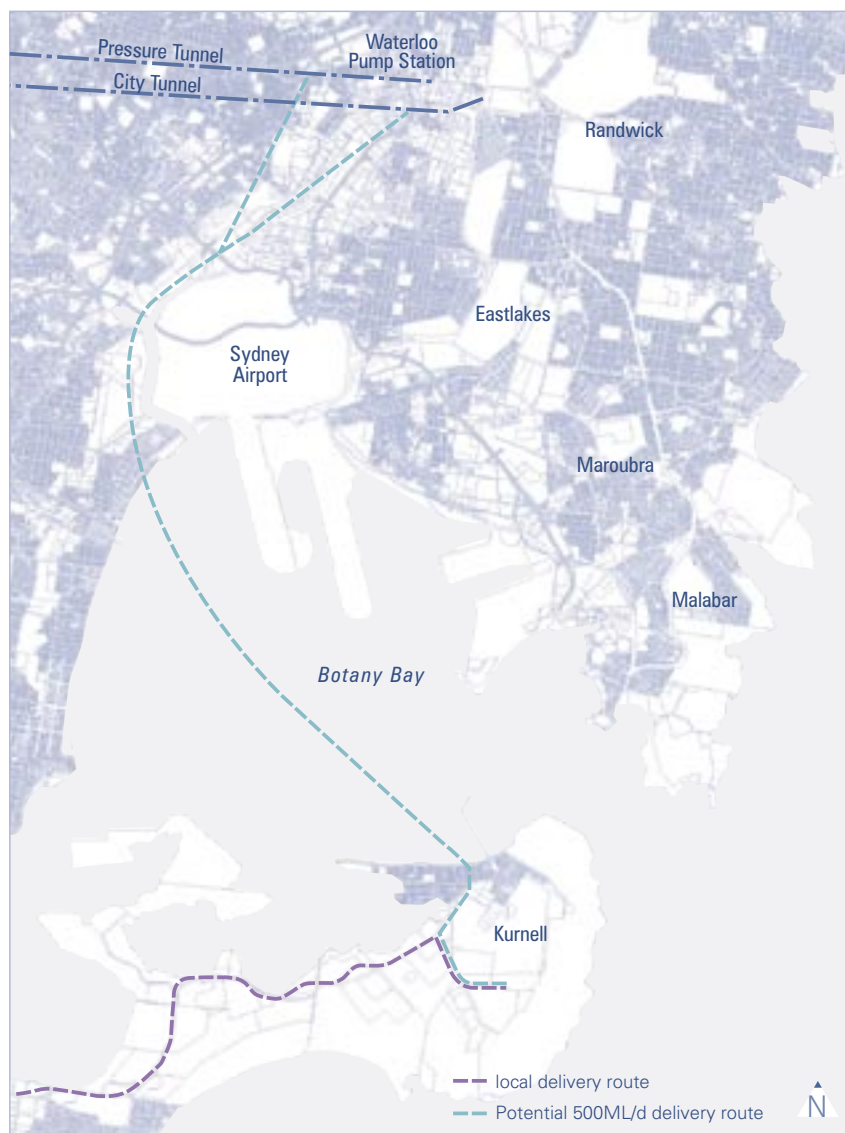 Pressure Tunnel
Waterloo
Pump Station
City Tunnel
Randwick
Eastlakes
Sydney
Airport
Maroubra
Malabar
Botany Bay
Kurnell
local delivery route
Potential 500ML/d delivery route
N